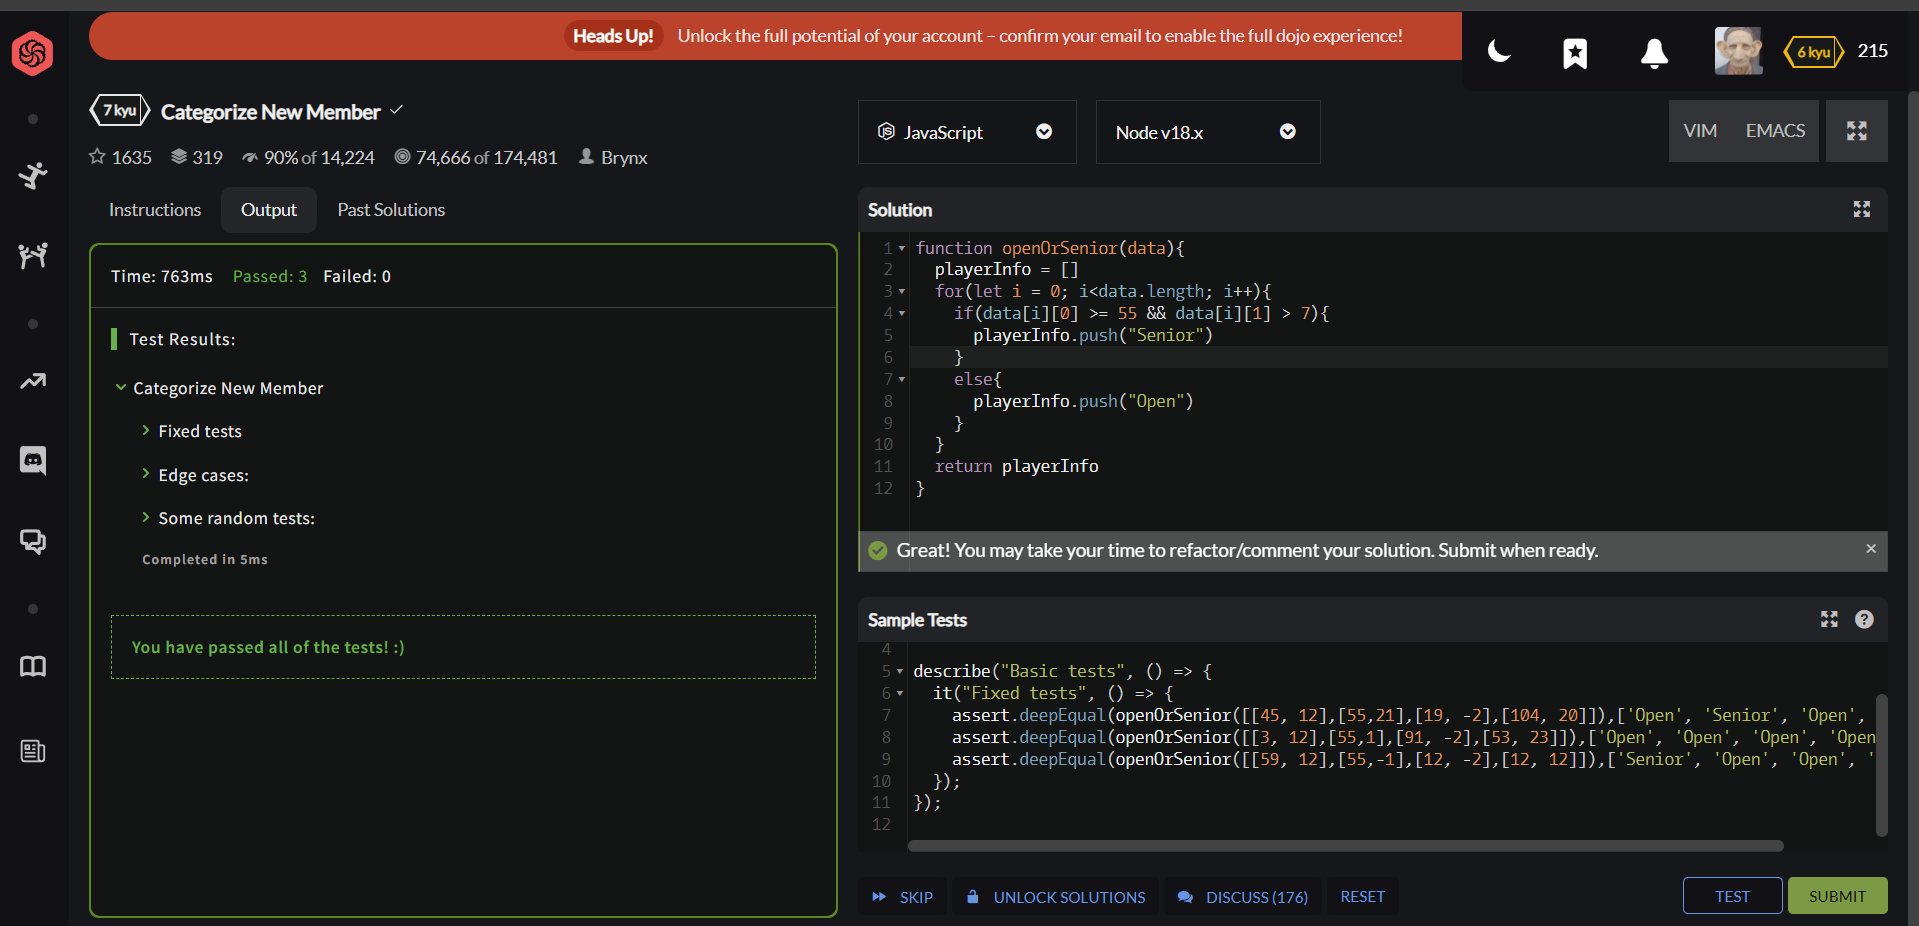 Heads Up! Unlock the full potential of your account – confirm your email to enable the full dojo experience!
6 kyu 215
7 kyu Categorize New Member
1635 319 90% of 14,224 74,666 of 174,481 Brynx
Instructions Output Past Solutions
Time: 763ms Passed: 3 Failed: 0
Test Results:
Categorize New Member
Fixed tests
Edge cases:
Some random tests:
Completed in 5ms
You have passed all of the tests! :)
JavaScript Node v18.x VIM EMACS
Solution
1 function openOrSenior(data){
2 playerInfo = []
3 for(let i = 0; i<data.length; i++){
4 if(data[i][0] >= 55 && data[i][1] > 7){
5 playerInfo.push("Senior")
6 }
7 else{
8 playerInfo.push("Open")
9 }
10 }
11 return playerInfo
12 }
Great! You may take your time to refactor/comment your solution. Submit when ready.
Sample Tests
4
5 describe("Basic tests", () => {
6 it("Fixed tests", () => {
7 assert.deepEqual(openOrSenior([[45, 12],[55,21],[19, -2],[104, 20]]),['Open', 'Senior', 'Open',
8 assert.deepEqual(openOrSenior([[3, 12],[55,1],[91, -2],[53, 23]]),['Open', 'Open', 'Open', 'Open
9 assert.deepEqual(openOrSenior([[59, 12],[55,-1],[12, -2],[12, 12]]),['Senior', 'Open', 'Open', '
10 });
11 });
12
SKIP UNLOCK SOLUTIONS DISCUSS (176) RESET TEST SUBMIT